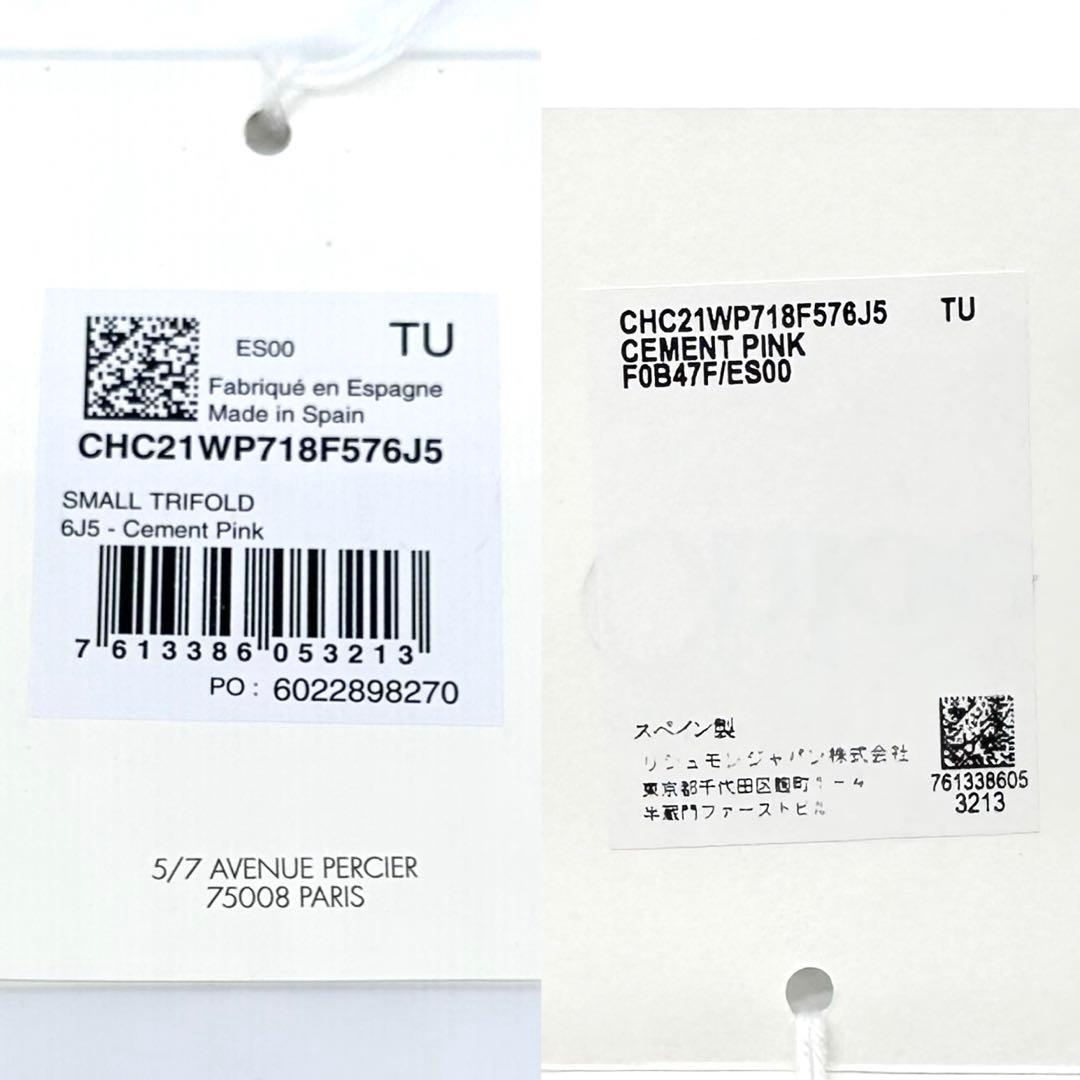 ES00
TU
Fabriqué en Espagne
Made in Spain
CHC21WP718F576J5
SMALL TRIFOLD
6J5 - Cement Pink
7 613386 053213
PO : 6022898270
5/7 AVENUE PERCIER
75008 PARIS
CHC21WP718F576J5 TU
CEMENT PINK
F0B47F/ES00
スペイン製
リシュモンジャパン株式会社
東京都千代田区麹町
半蔵門ファーストビル
761338605
3213